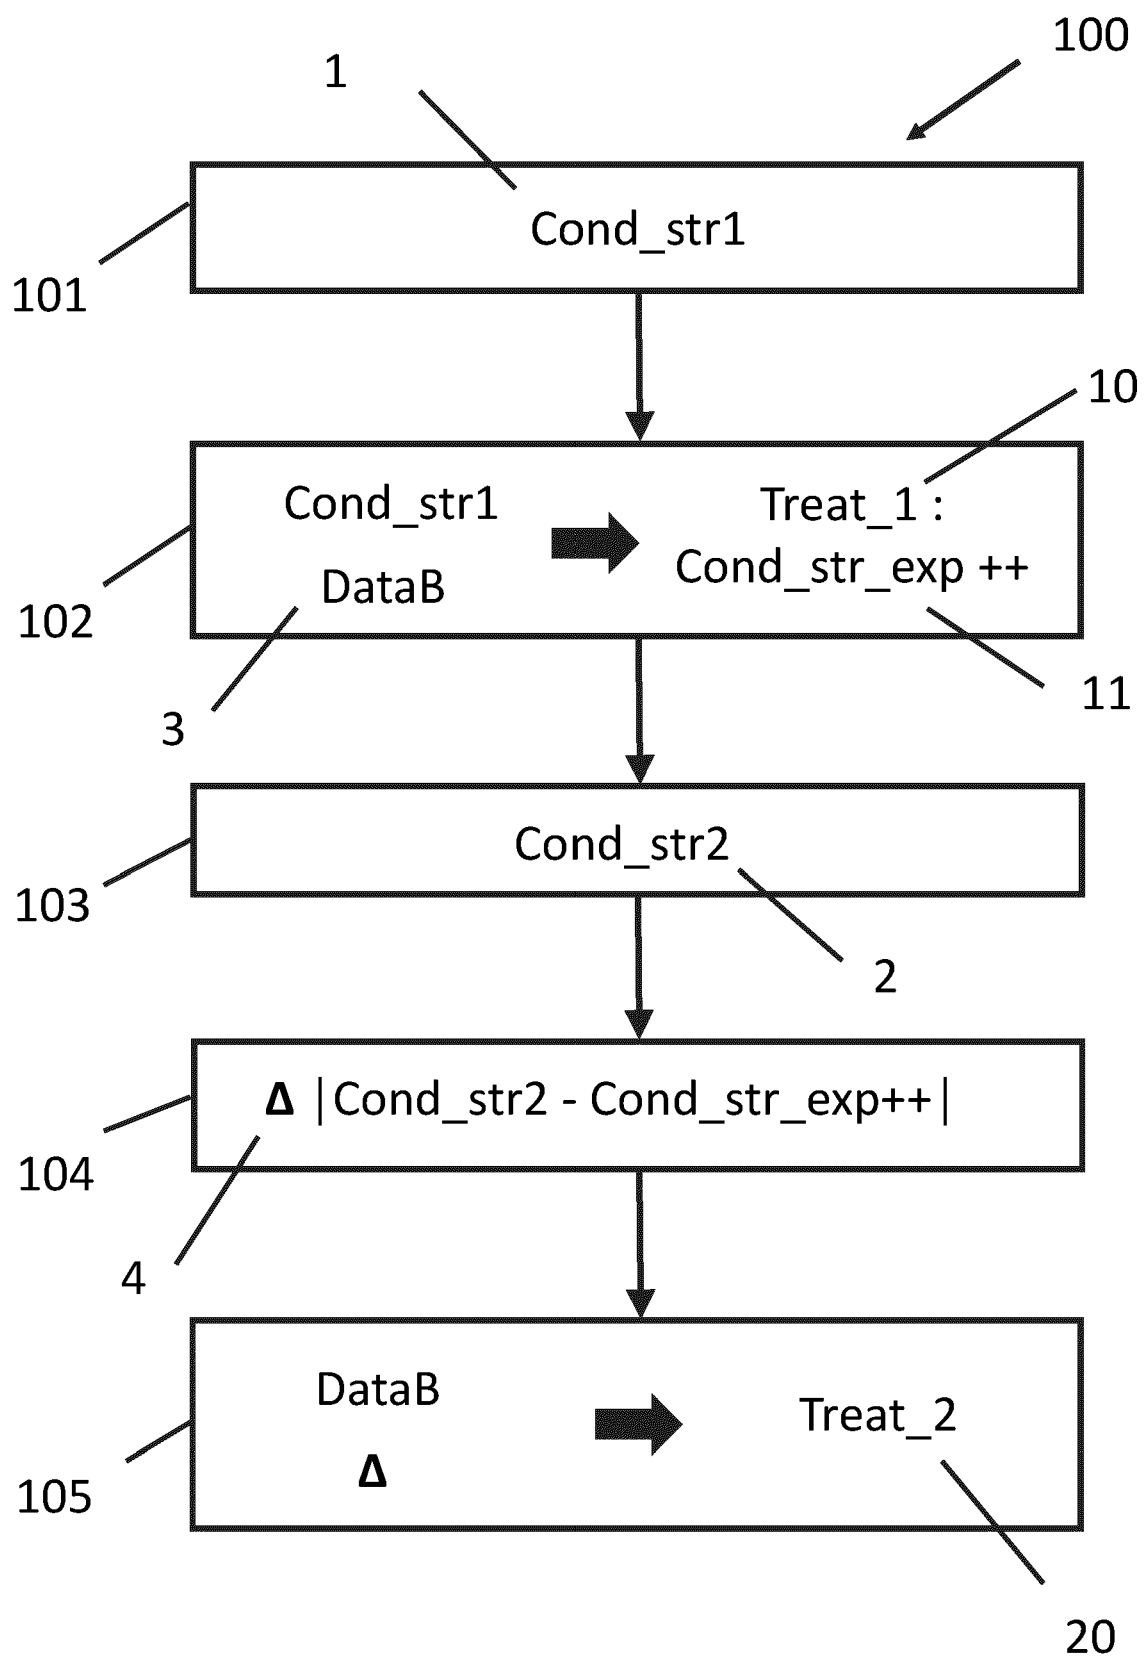 100
1
Cond_str1
101
10
Cond_str1
Treat_1 :
DataB
Cond_str_exp ++
102
11
3
Cond_str2
103
2
Δ |Cond_str2 - Cond_str_exp++|
104
4
DataB
Treat_2
Δ
105
20